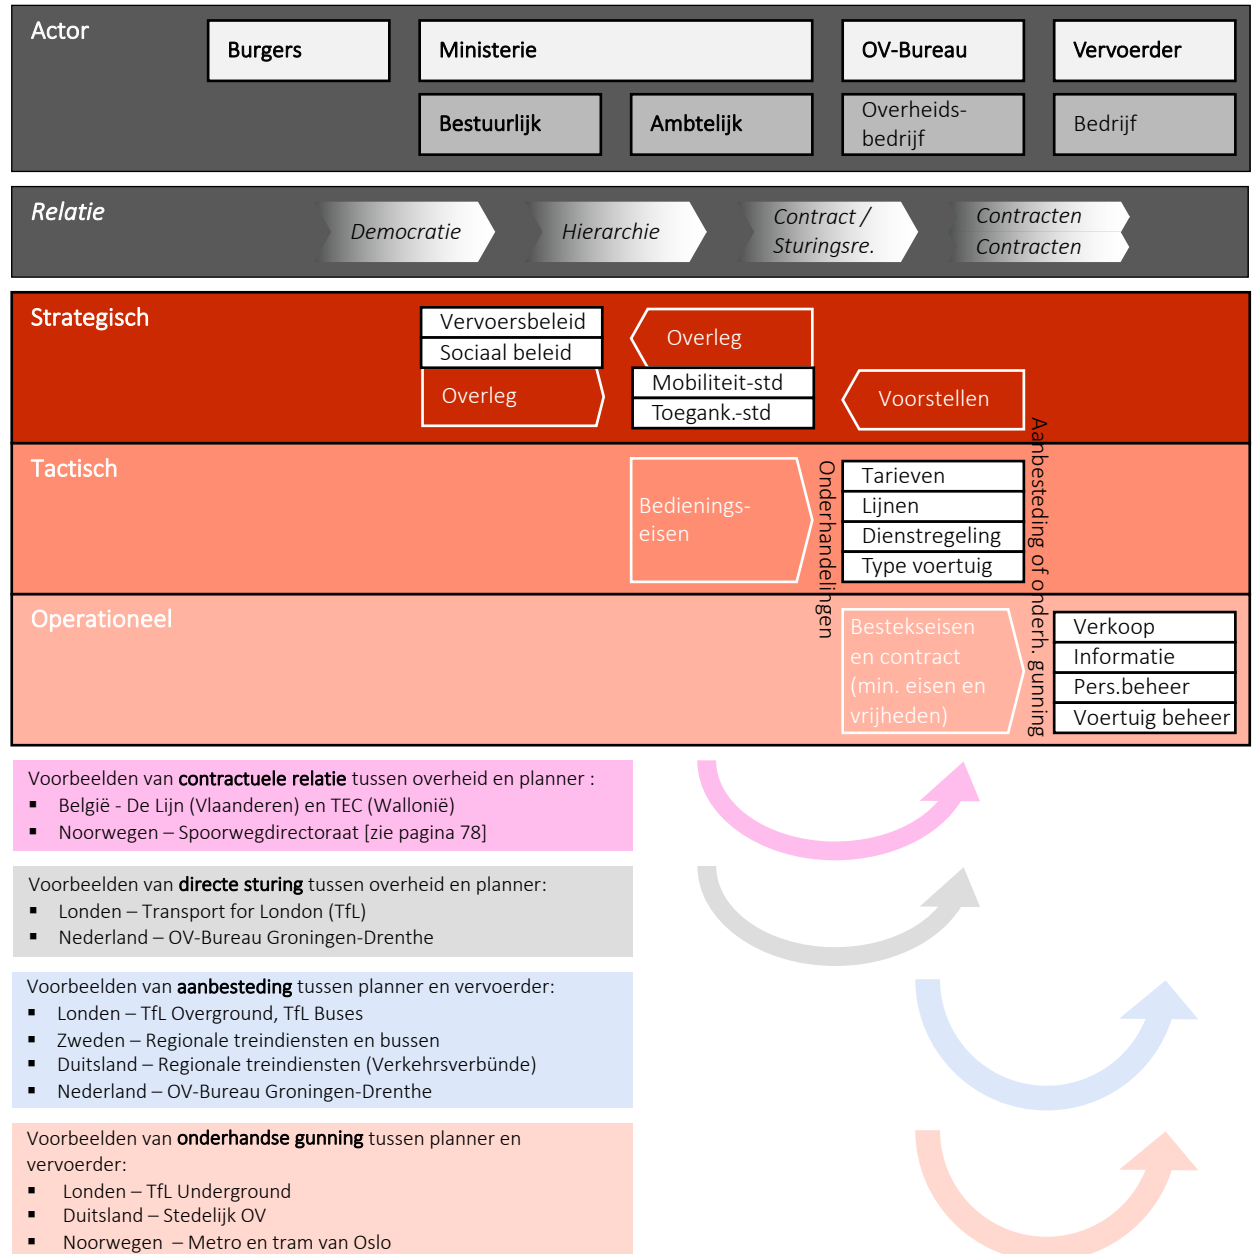 Actor
Burgers
Ministerie
OV-Bureau
Vervoerder
Bestuurlijk
Ambtelijk
Overheids-
bedrijf
Bedrijf
Relatie
Democratie
Hierarchie
Contract /
Sturingsre.
Contracten
Contracten
Strategisch
Vervoersbeleid
Sociaal beleid
Overleg
Overleg
Mobiliteit-std
Toegank.-std
Voorstellen
Tactisch
Bedienings-
eisen
Onderhandelingen
Tarieven
Lijnen
Dienstregeling
Type voertuig
Aanbesteding of onderh. gunning
Operationeel
Bestekseisen
en contract
(min. eisen en
vrijheden)
Verkoop
Informatie
Pers.beheer
Voertuig beheer
Voorbeelden van contractuele relatie tussen overheid en planner :
▪ België - De Lijn (Vlaanderen) en TEC (Wallonië)
▪ Noorwegen – Spoorwegdirectoraat [zie pagina 78]
Voorbeelden van directe sturing tussen overheid en planner:
▪ Londen – Transport for London (TfL)
▪ Nederland – OV-Bureau Groningen-Drenthe
Voorbeelden van aanbesteding tussen planner en vervoerder:
▪ Londen – TfL Overground, TfL Buses
▪ Zweden – Regionale treindiensten en bussen
▪ Duitsland – Regionale treindiensten (Verkehrsverbünde)
▪ Nederland – OV-Bureau Groningen-Drenthe
Voorbeelden van onderhandse gunning tussen planner en
vervoerder:
▪ Londen – TfL Underground
▪ Duitsland – Stedelijk OV
▪ Noorwegen – Metro en tram van Oslo